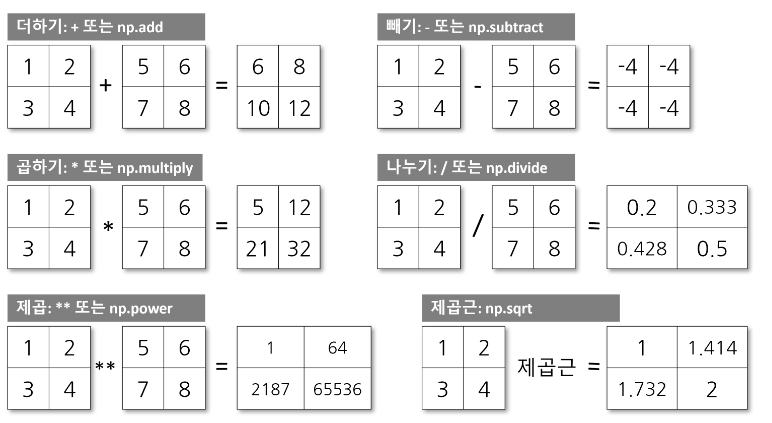 더하기: + 또는 np.add
빼기: - 또는 np.subtract
1 2 5 6 6 8
+ =
3 4 7 8 10 12
1 2 5 6 -4 -4
- =
3 4 7 8 -4 -4
곱하기: * 또는 np.multiply
나누기: / 또는 np.divide
1 2 5 6 5 12
* =
3 4 7 8 21 32
1 2 5 6 0.2 0.333
/ =
3 4 7 8 0.428 0.5
제곱: ** 또는 np.power
제곱근: np.sqrt
1 2 5 6 1 64
** =
3 4 7 8 2187 65536
1 2 1 1.414
제곱근 =
3 4 1.732 2